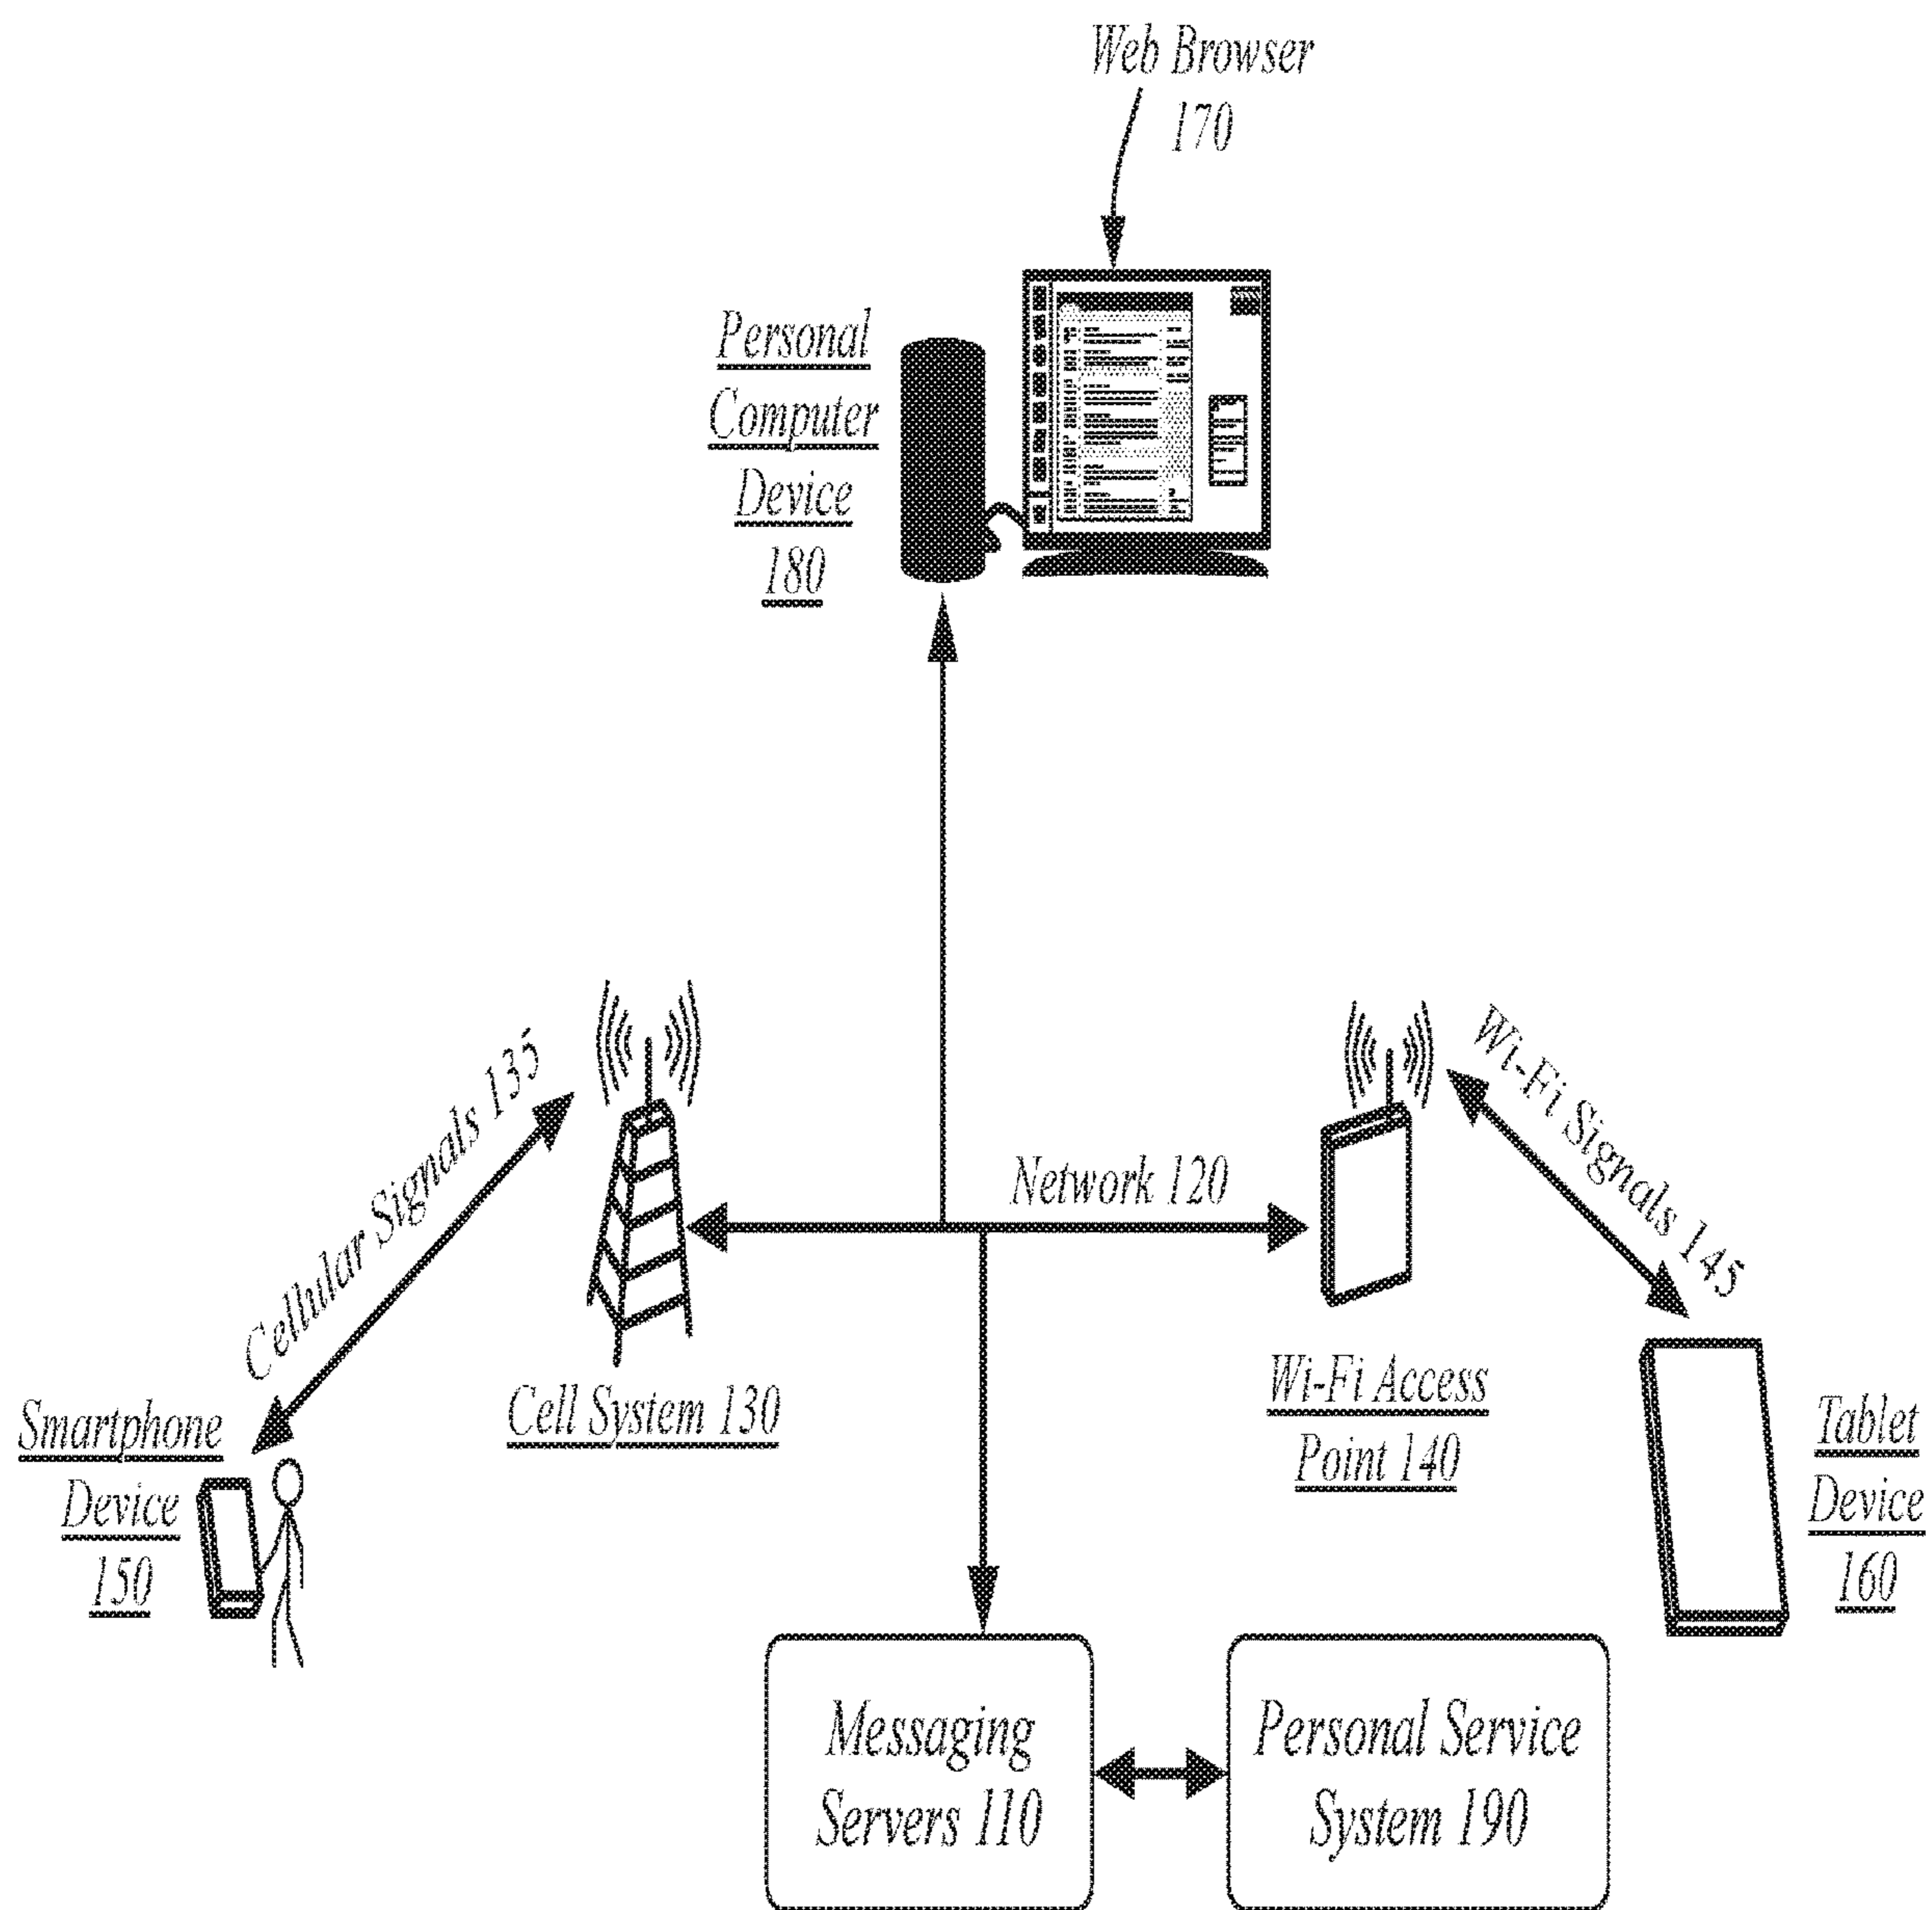 Web Browser
170
Personal
Computer
Device
180
Cellular Signals 135
Wi-Fi Signals 145
Network 120
Cell System 130
Wi-Fi Access
Point 140
Smartphone
Device
150
Tablet
Device
160
Messaging
Servers 110
Personal Service
System 190